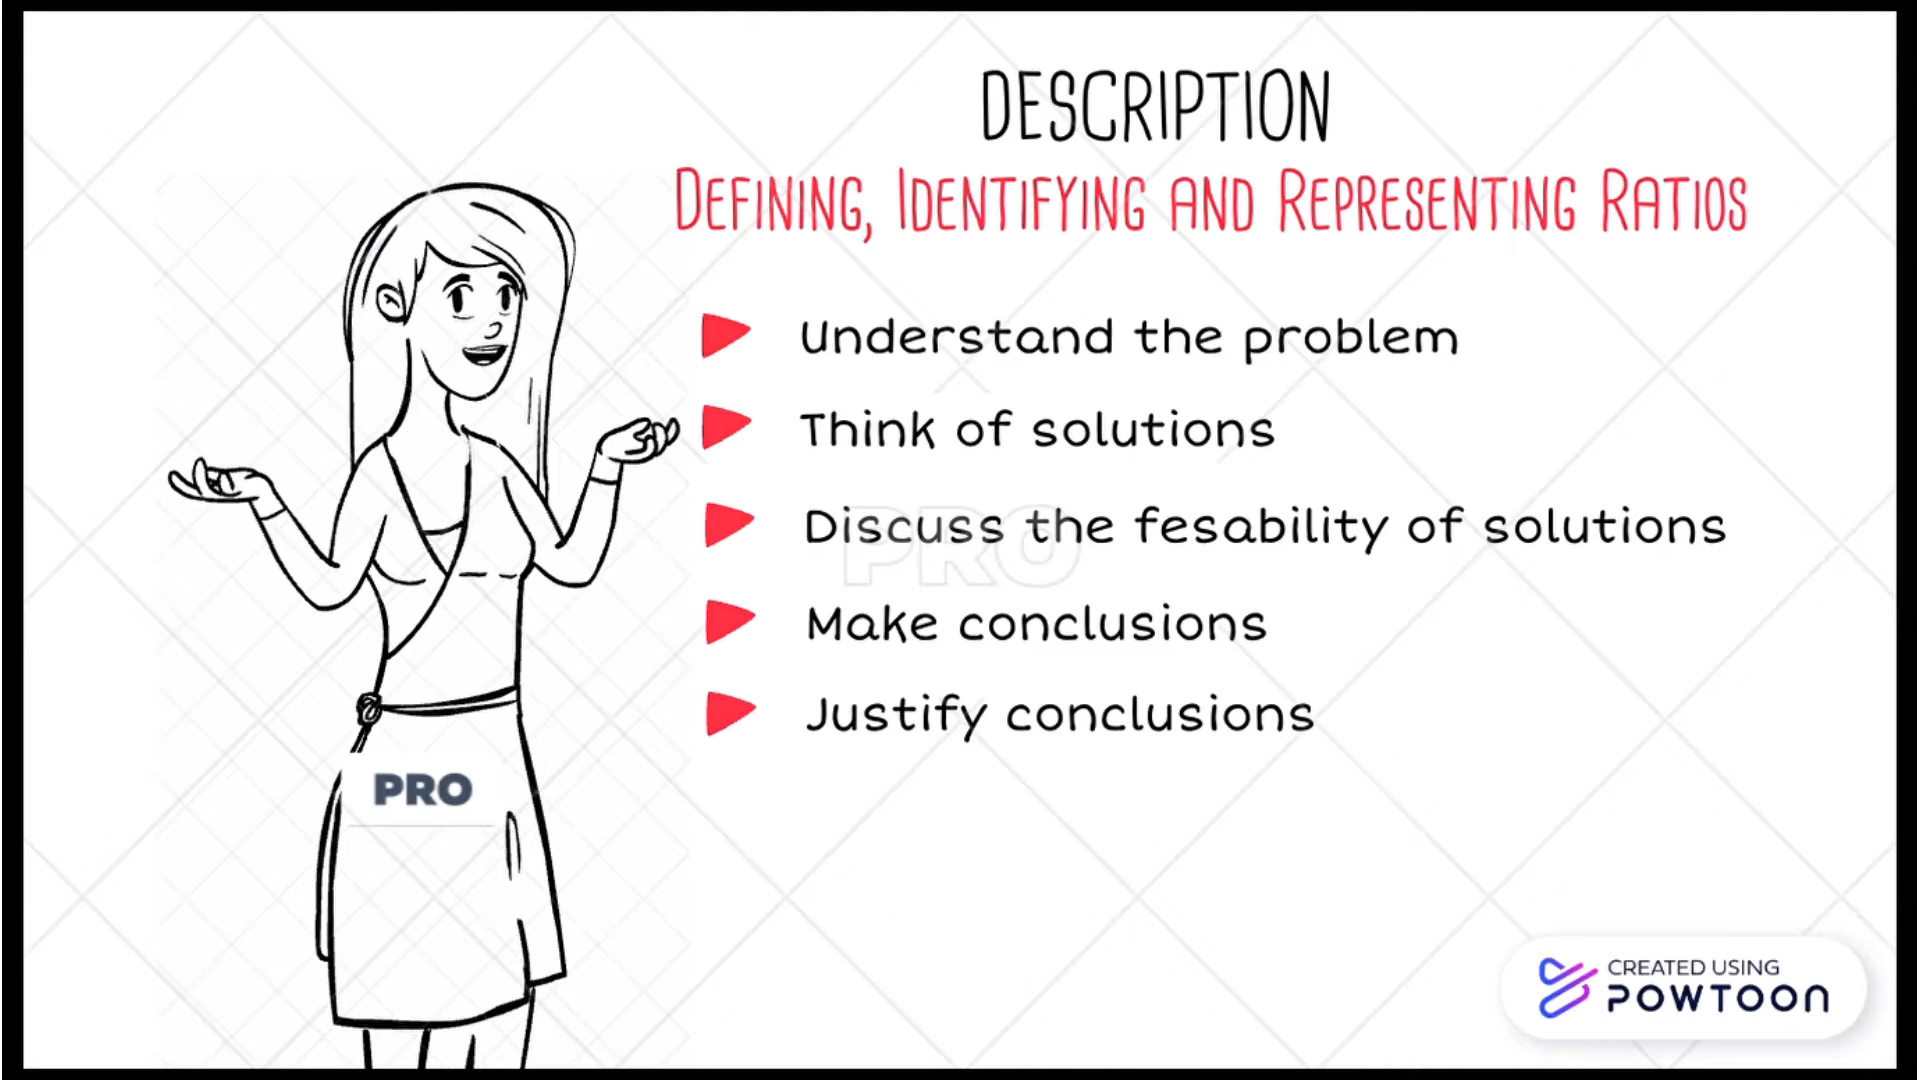 DESCRIPTION
DEFINING, IDENTIFYING AND REPRESENTING RATIOS
Understand the problem
Think of solutions
Discuss the fesability of solutions
PRO
Make conclusions
Justify conclusions
PRO
CREATED USING
POWTOON